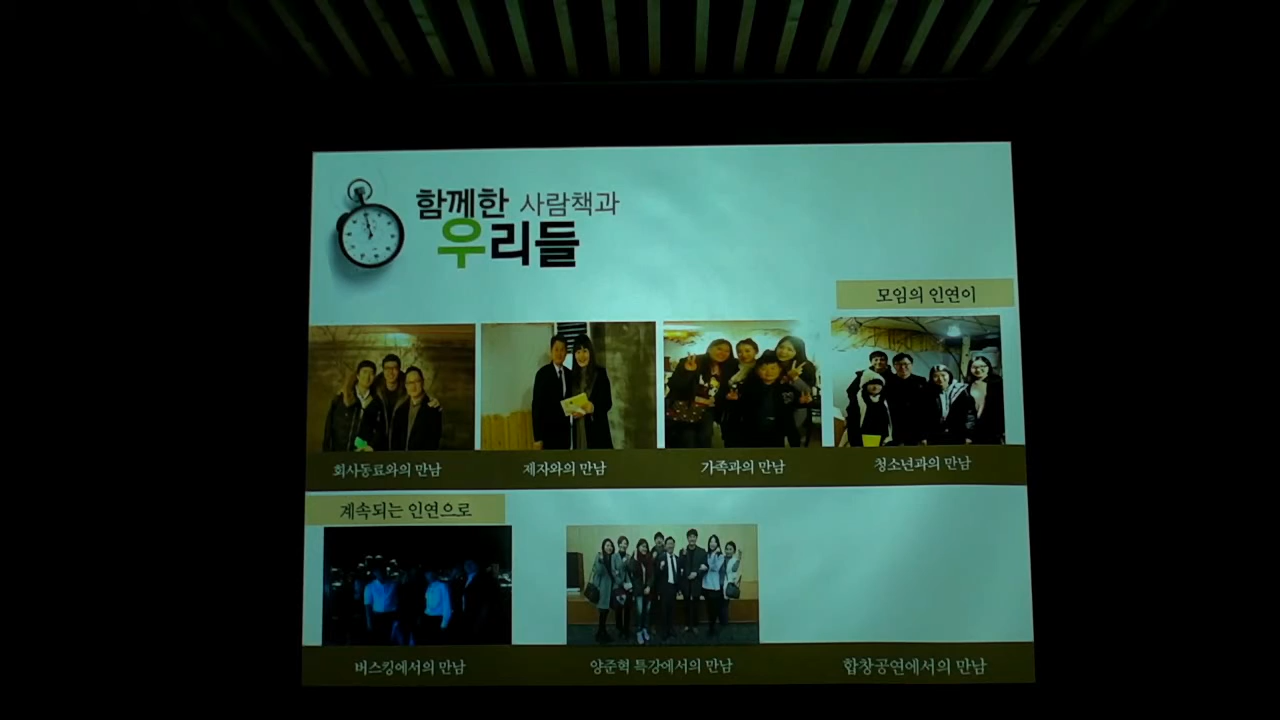 함께한 사람책과
우리들
모임의 인연이
회사동료와의 만남
제자와의 만남
가족과의 만남
청소년과의 만남
계속되는 인연으로
버스킹에서의 만남
양준혁 특강에서의 만남
합창공연에서의 만남